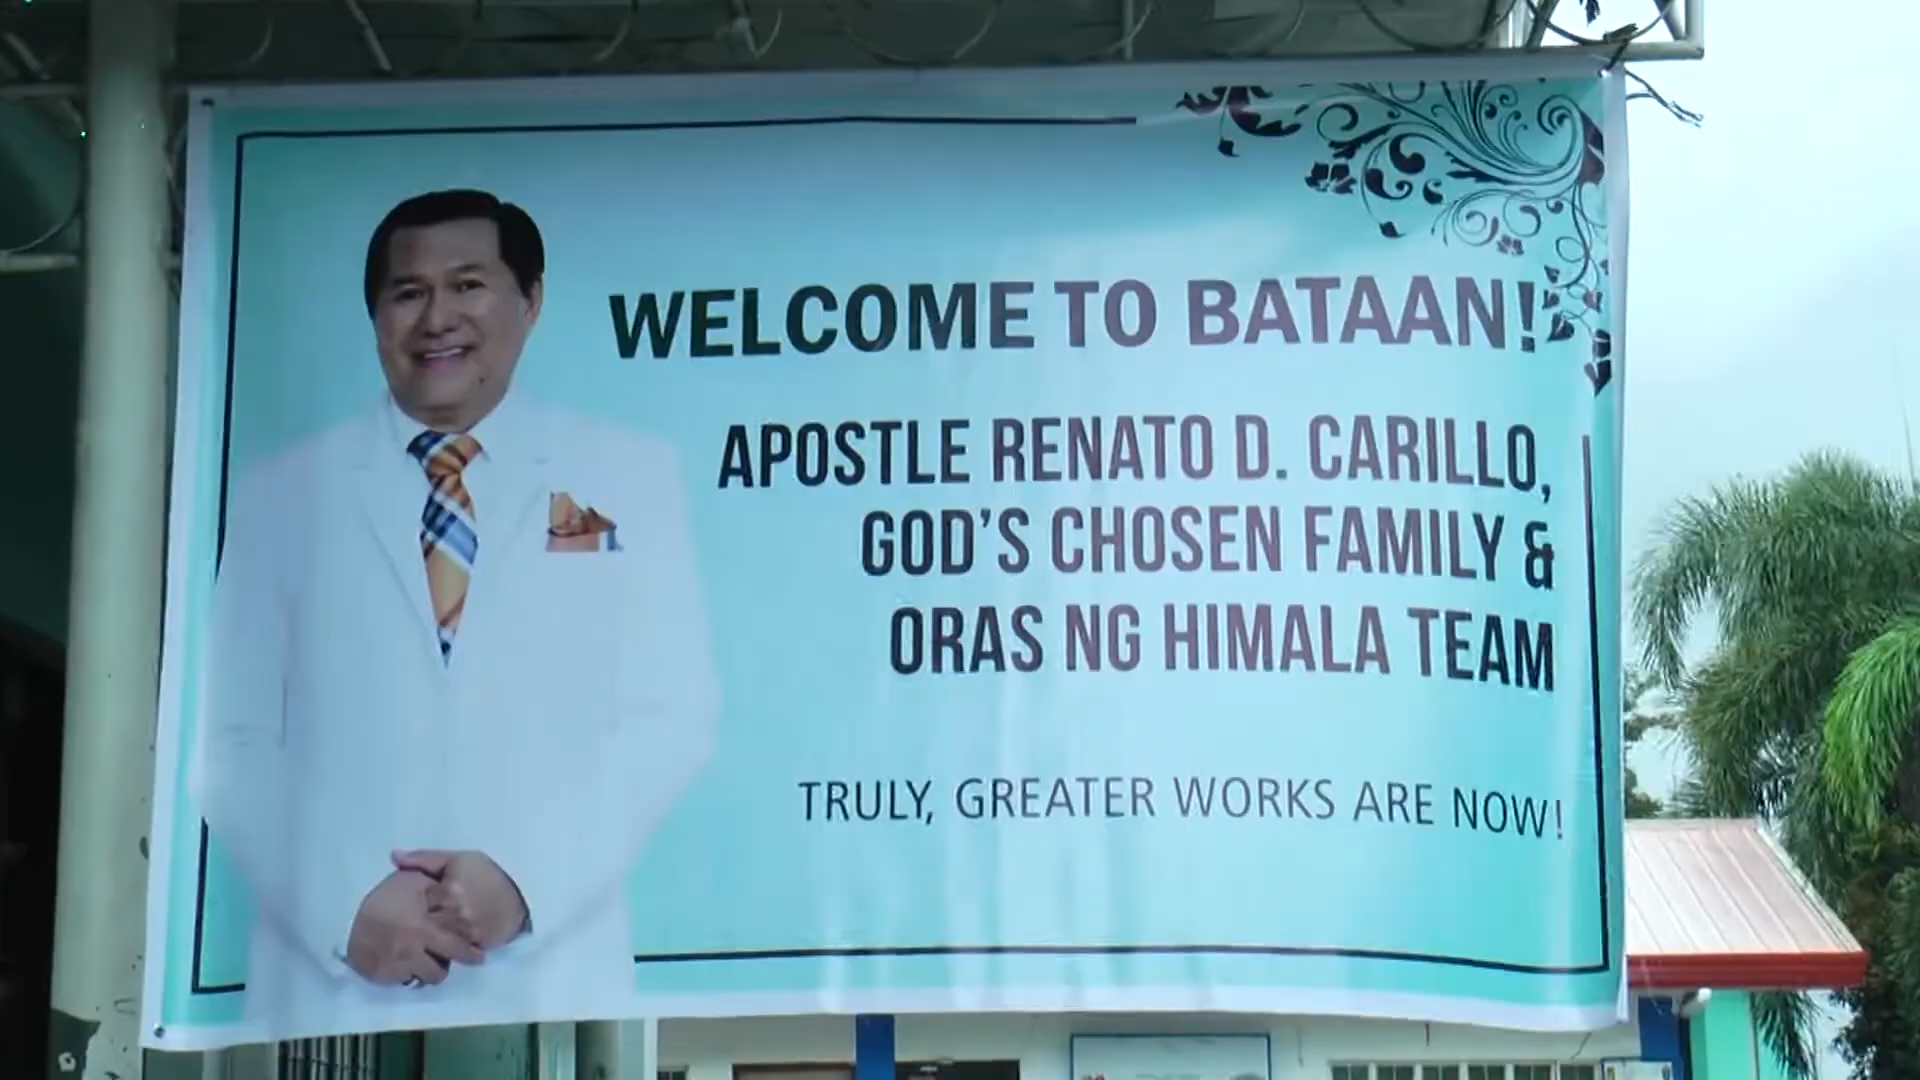 WELCOME TO BATAAN!
APOSTLE RENATO D. CARILLO,
GOD'S CHOSEN FAMILY &
ORAS NG HIMALA TEAM
TRULY, GREATER WORKS ARE NOW!